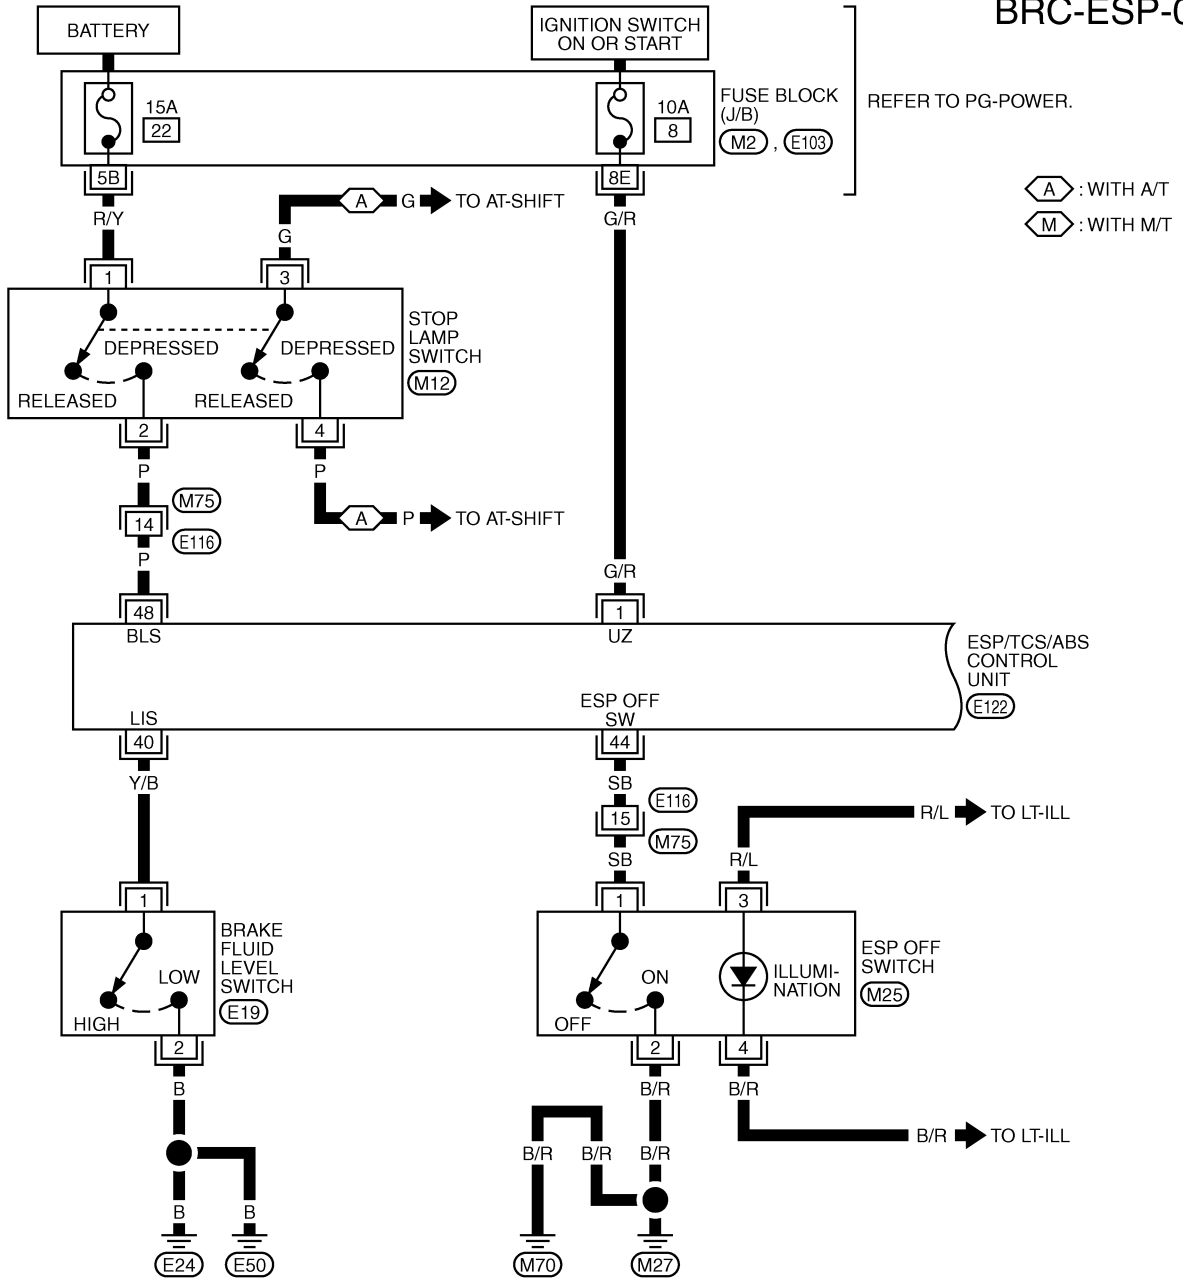 BRC-ESP-0
BATTERY
IGNITION SWITCH
ON OR START
15A
22
10A
8
FUSE BLOCK
(J/B)
M2 , E103
REFER TO PG-POWER.
5B
8E
A : WITH A/T
M : WITH M/T
R/Y
G
A
G
TO AT-SHIFT
G/R
1
3
DEPRESSED
DEPRESSED
RELEASED
RELEASED
STOP
LAMP
SWITCH
M12
2
4
P
P
M75
14
E116
P
A
P
TO AT-SHIFT
G/R
48
1
BLS
UZ
ESP/TCS/ABS
CONTROL
UNIT
E122
LIS
ESP OFF
SW
40
44
Y/B
SB
E116
15
M75
SB
R/L
TO LT-ILL
R/L
1
1
3
BRAKE
FLUID
LEVEL
SWITCH
E19
LOW
HIGH
ON
OFF
ILLUMI-
NATION
ESP OFF
SWITCH
M25
2
2
4
B
B/R
B/R
B/R
TO LT-ILL
B/R
B/R
B/R
B
B
E24
E50
M70
M27